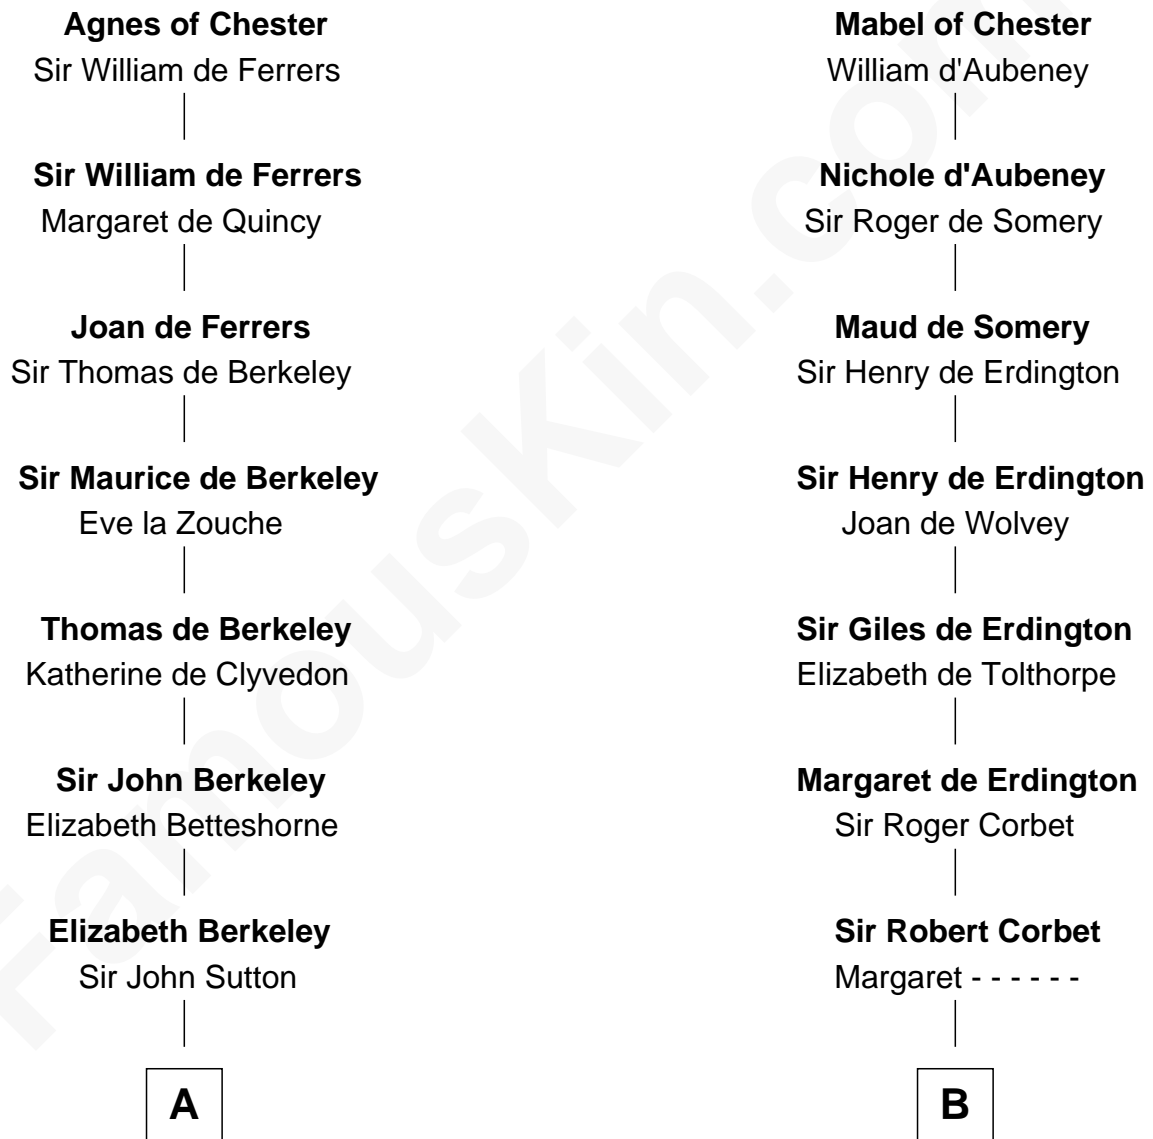 Agnes of Chester
Sir William de Ferrers
Sir William de Ferrers
Margaret de Quincy
Joan de Ferrers
Sir Thomas de Berkeley
Sir Maurice de Berkeley
Eve la Zouche
Thomas de Berkeley
Katherine de Clyvedon
Sir John Berkeley
Elizabeth Betteshorne
Elizabeth Berkeley
Sir John Sutton
A
Mabel of Chester
William d'Aubeney
Nichole d'Aubeney
Sir Roger de Somery
Maud de Somery
Sir Henry de Erdington
Sir Henry de Erdington
Joan de Wolvey
Sir Giles de Erdington
Elizabeth de Tolthorpe
Margaret de Erdington
Sir Roger Corbet
Sir Robert Corbet
Margaret - - - - - -
B
FamousKin.com